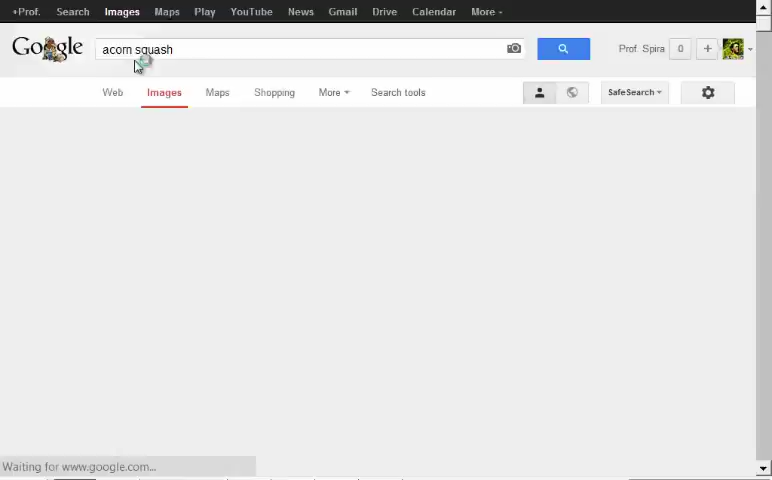 +Prof. Search Images Maps Play YouTube News Gmail Drive Calendar More
Google acorn squash Prof. Spira 0 +
Web Images Maps Shopping More Search tools SafeSearch
Waiting for www.google.com...